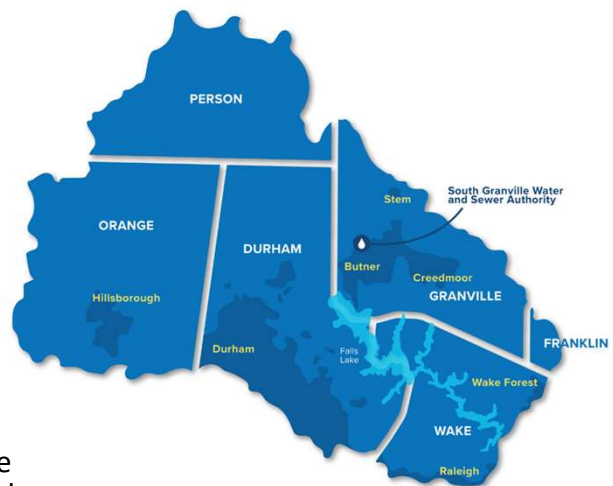 PERSON
South Granville Water
and Sewer Authority
Stem
ORANGE
DURHAM
Butner
Creedmoor
GRANVILLE
Hillsborough
Durham
Falls
Lake
FRANKLIN
Wake Forest
WAKE
Raleigh